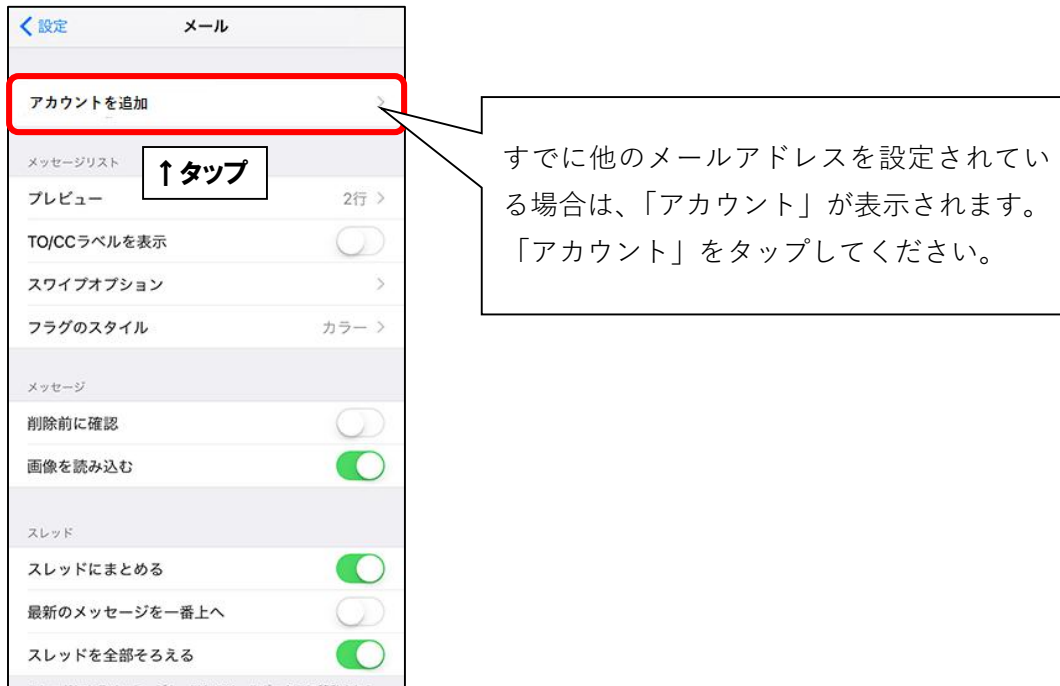 設定
メール
アカウントを追加
メッセージリスト
↑タップ
プレビュー
2行
TO/CCラベルを表示
スワイプオプション
フラグのスタイル
カラー
メッセージ
削除前に確認
画像を読み込む
スレッド
スレッドにまとめる
最新のメッセージを一番上へ
スレッドを全部そろえる
すでに他のメールアドレスを設定されてい
る場合は、「アカウント」が表示されます。
「アカウント」をタップしてください。